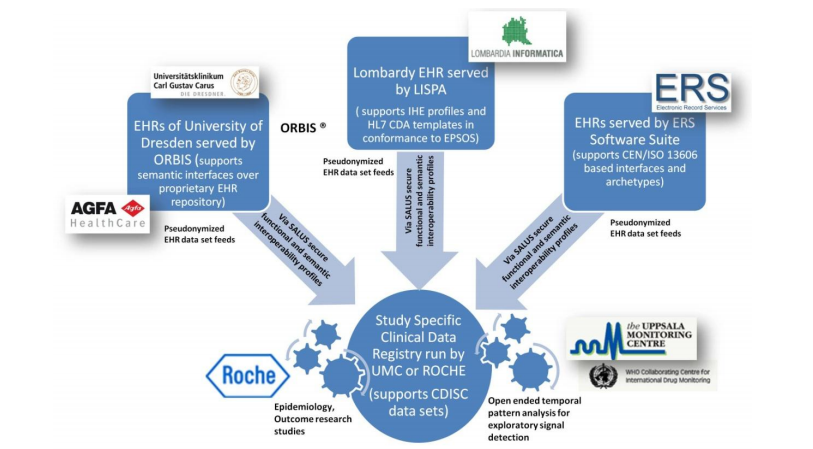 LOMBARDIA INFORMATICA
Lombardy EHR served
by LISPA
( supports IHE profiles and
HL7 CDA templates in
conformance to EPSOS)
Universitätsklinikum
Carl Gustav Carus
DIE DRESDNER.
EHRs of University of
Dresden served by
ORBIS (supports
semantic interfaces over
proprietary EHR
repository)
ORBIS ®
AGFA
Agfa
HealthCare
ERS
Electronic Record Services
EHRs served by ERS
Software Suite
(supports CEN/ISO 13606
based interfaces and
archetypes)
Pseudonymized
EHR data set feeds
Via SALUS secure
functional and semantic
interoperability profiles
Pseudonymized
EHR data set feeds
Via SALUS secure
functional and semantic
interoperability profiles
Pseudonymized
EHR data set feeds
Via SALUS secure
functional and semantic
interoperability profiles
Study Specific
Clinical Data
Registry run by
UMC or ROCHE
(supports CDISC
data sets)
Roche
Epidemiology,
Outcome research
studies
the UPPSALA
MONITORING
CENTRE
WHO Collaborating Centre for
International Drug Monitoring
Open ended temporal
pattern analysis for
exploratory signal
detection